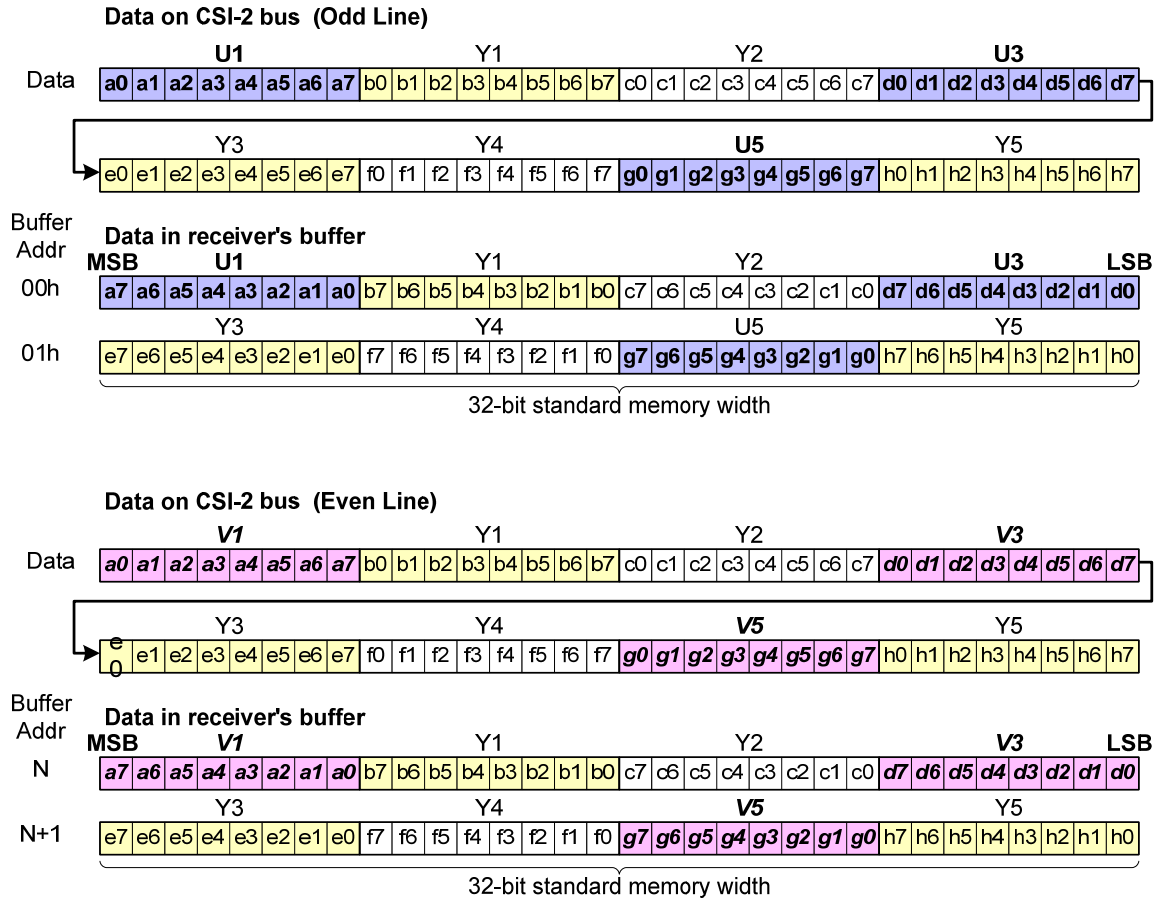 Data on CSI-2 bus (Odd Line)
U1 Y1 Y2 U3
Data a0 a1 a2 a3 a4 a5 a6 a7 b0 b1 b2 b3 b4 b5 b6 b7 c0 c1 c2 c3 c4 c5 c6 c7 d0 d1 d2 d3 d4 d5 d6 d7
Y3 Y4 U5 Y5
e0 e1 e2 e3 e4 e5 e6 e7 f0 f1 f2 f3 f4 f5 f6 f7 g0 g1 g2 g3 g4 g5 g6 g7 h0 h1 h2 h3 h4 h5 h6 h7
Buffer
Addr
Data in receiver's buffer
MSB U1 Y1 Y2 U3 LSB
00h a7 a6 a5 a4 a3 a2 a1 a0 b7 b6 b5 b4 b3 b2 b1 b0 c7 c6 c5 c4 c3 c2 c1 c0 d7 d6 d5 d4 d3 d2 d1 d0
Y3 Y4 U5 Y5
01h e7 e6 e5 e4 e3 e2 e1 e0 f7 f6 f5 f4 f3 f2 f1 f0 g7 g6 g5 g4 g3 g2 g1 g0 h7 h6 h5 h4 h3 h2 h1 h0
32-bit standard memory width
Data on CSI-2 bus (Even Line)
V1 Y1 Y2 V3
Data a0 a1 a2 a3 a4 a5 a6 a7 b0 b1 b2 b3 b4 b5 b6 b7 c0 c1 c2 c3 c4 c5 c6 c7 d0 d1 d2 d3 d4 d5 d6 d7
Y3 Y4 V5 Y5
e0 e1 e2 e3 e4 e5 e6 e7 f0 f1 f2 f3 f4 f5 f6 f7 g0 g1 g2 g3 g4 g5 g6 g7 h0 h1 h2 h3 h4 h5 h6 h7
Buffer
Addr
Data in receiver's buffer
MSB V1 Y1 Y2 V3 LSB
N a7 a6 a5 a4 a3 a2 a1 a0 b7 b6 b5 b4 b3 b2 b1 b0 c7 c6 c5 c4 c3 c2 c1 c0 d7 d6 d5 d4 d3 d2 d1 d0
Y3 Y4 V5 Y5
N+1 e7 e6 e5 e4 e3 e2 e1 e0 f7 f6 f5 f4 f3 f2 f1 f0 g7 g6 g5 g4 g3 g2 g1 g0 h7 h6 h5 h4 h3 h2 h1 h0
32-bit standard memory width